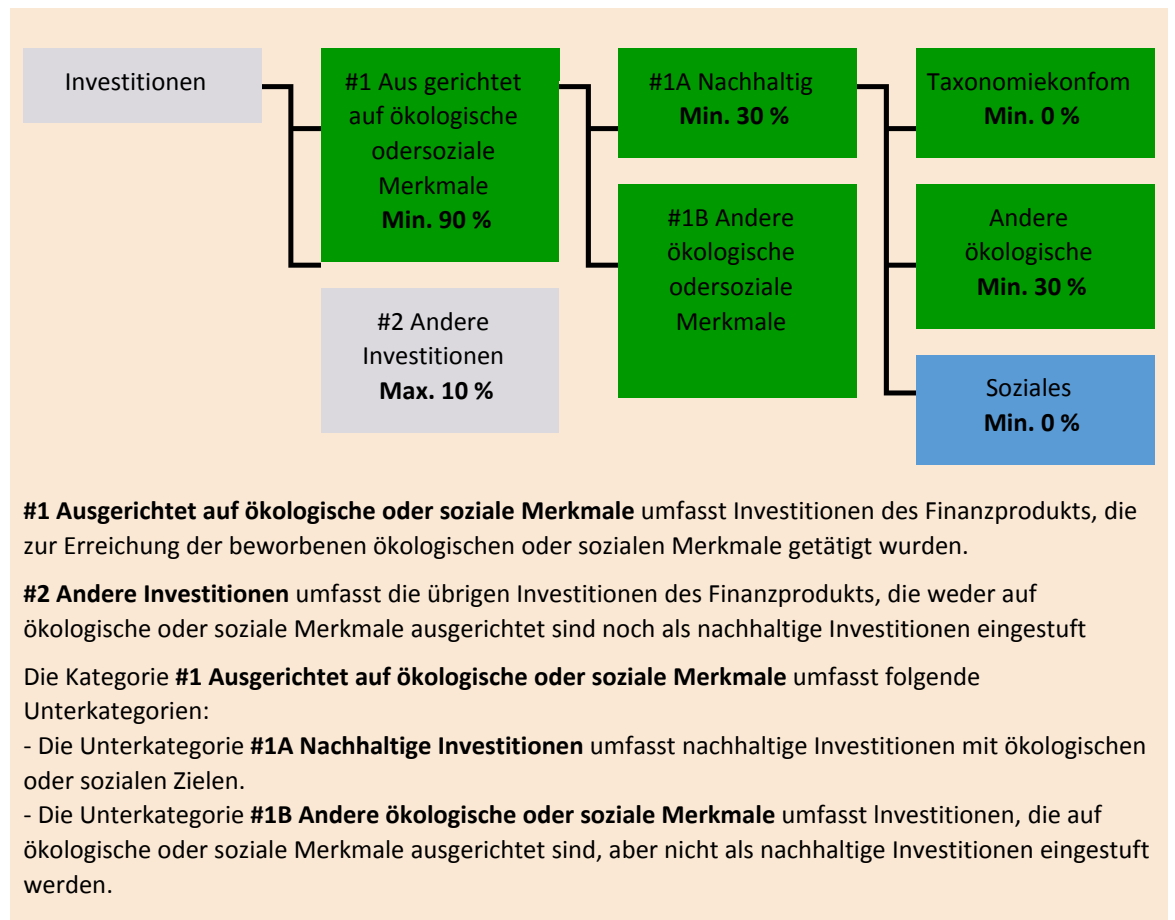 Investitionen
#1 Aus gerichtet
auf ökologische
odersoziale
Merkmale
Min. 90 %
#2 Andere
Investitionen
Max. 10 %
#1A Nachhaltig
Min. 30 %
#1B Andere
ökologische
odersoziale
Merkmale
Taxonomiekonfom
Min. 0 %
Andere
ökologische
Min. 30 %
Soziales
Min. 0 %
#1 Ausgerichtet auf ökologische oder soziale Merkmale umfasst Investitionen des Finanzprodukts, die
zur Erreichung der beworbenen ökologischen oder sozialen Merkmale getätigt wurden.
#2 Andere Investitionen umfasst die übrigen Investitionen des Finanzprodukts, die weder auf
ökologische oder soziale Merkmale ausgerichtet sind noch als nachhaltige Investitionen eingestuft
Die Kategorie #1 Ausgerichtet auf ökologische oder soziale Merkmale umfasst folgende
Unterkategorien:
- Die Unterkategorie #1A Nachhaltige Investitionen umfasst nachhaltige Investitionen mit ökologischen
oder sozialen Zielen.
- Die Unterkategorie #1B Andere ökologische oder soziale Merkmale umfasst lnvestitionen, die auf
ökologische oder soziale Merkmale ausgerichtet sind, aber nicht als nachhaltige Investitionen eingestuft
werden.